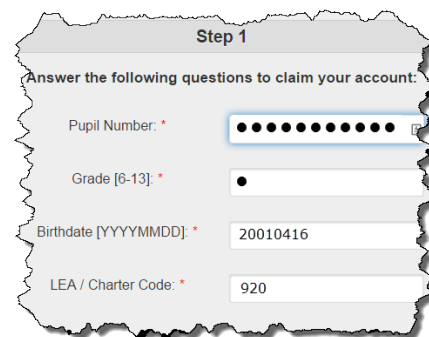 Step 1
Answer the following questions to claim your account:
Pupil Number: * ●●●●●●●●●●●
Grade [6-13]: * ●
Birthdate [YYYYMMDD]: * 20010416
LEA / Charter Code: * 920